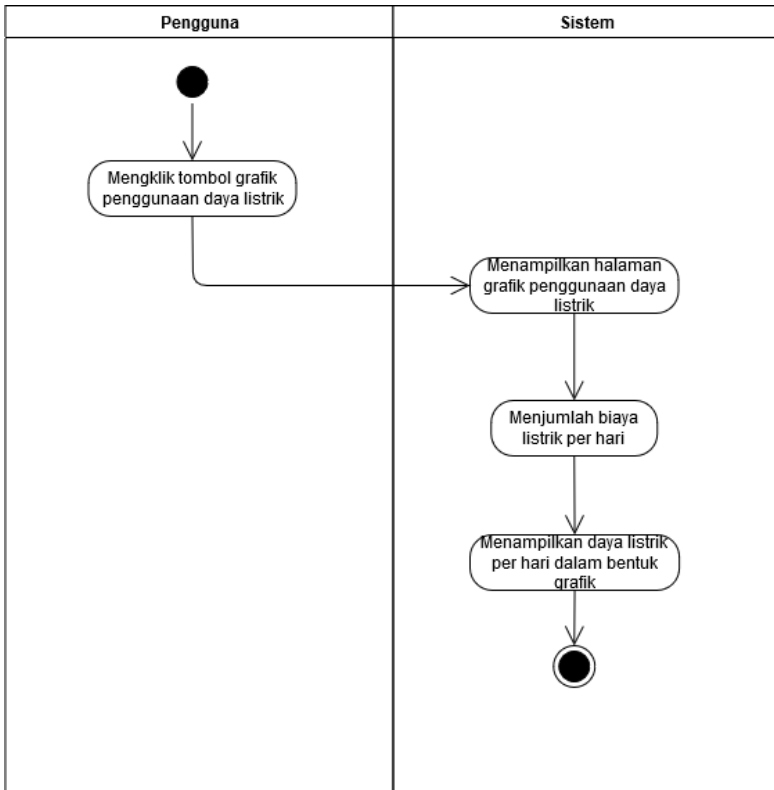 Pengguna
Sistem
Mengklik tombol grafik
penggunaan daya listrik
Menampilkan halaman
grafik penggunaan daya
listrik
Menjumlah biaya
listrik per hari
Menampilkan daya listrik
per hari dalam bentuk
grafik